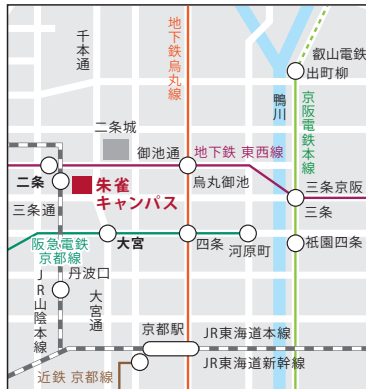 千本通
地下鉄烏丸線
鴨川
叡山電鉄
出町柳
京阪電鉄本線
二条城
御池通
地下鉄 東西線
二条
朱雀
キャンパス
烏丸御池
三条京阪
三条
三条通
阪急電鉄
京都線
大宮
四条
河原町
祇園四条
丹波口
JR山陰本線
大宮通
京都駅
JR東海道本線
JR東海道新幹線
近鉄 京都線